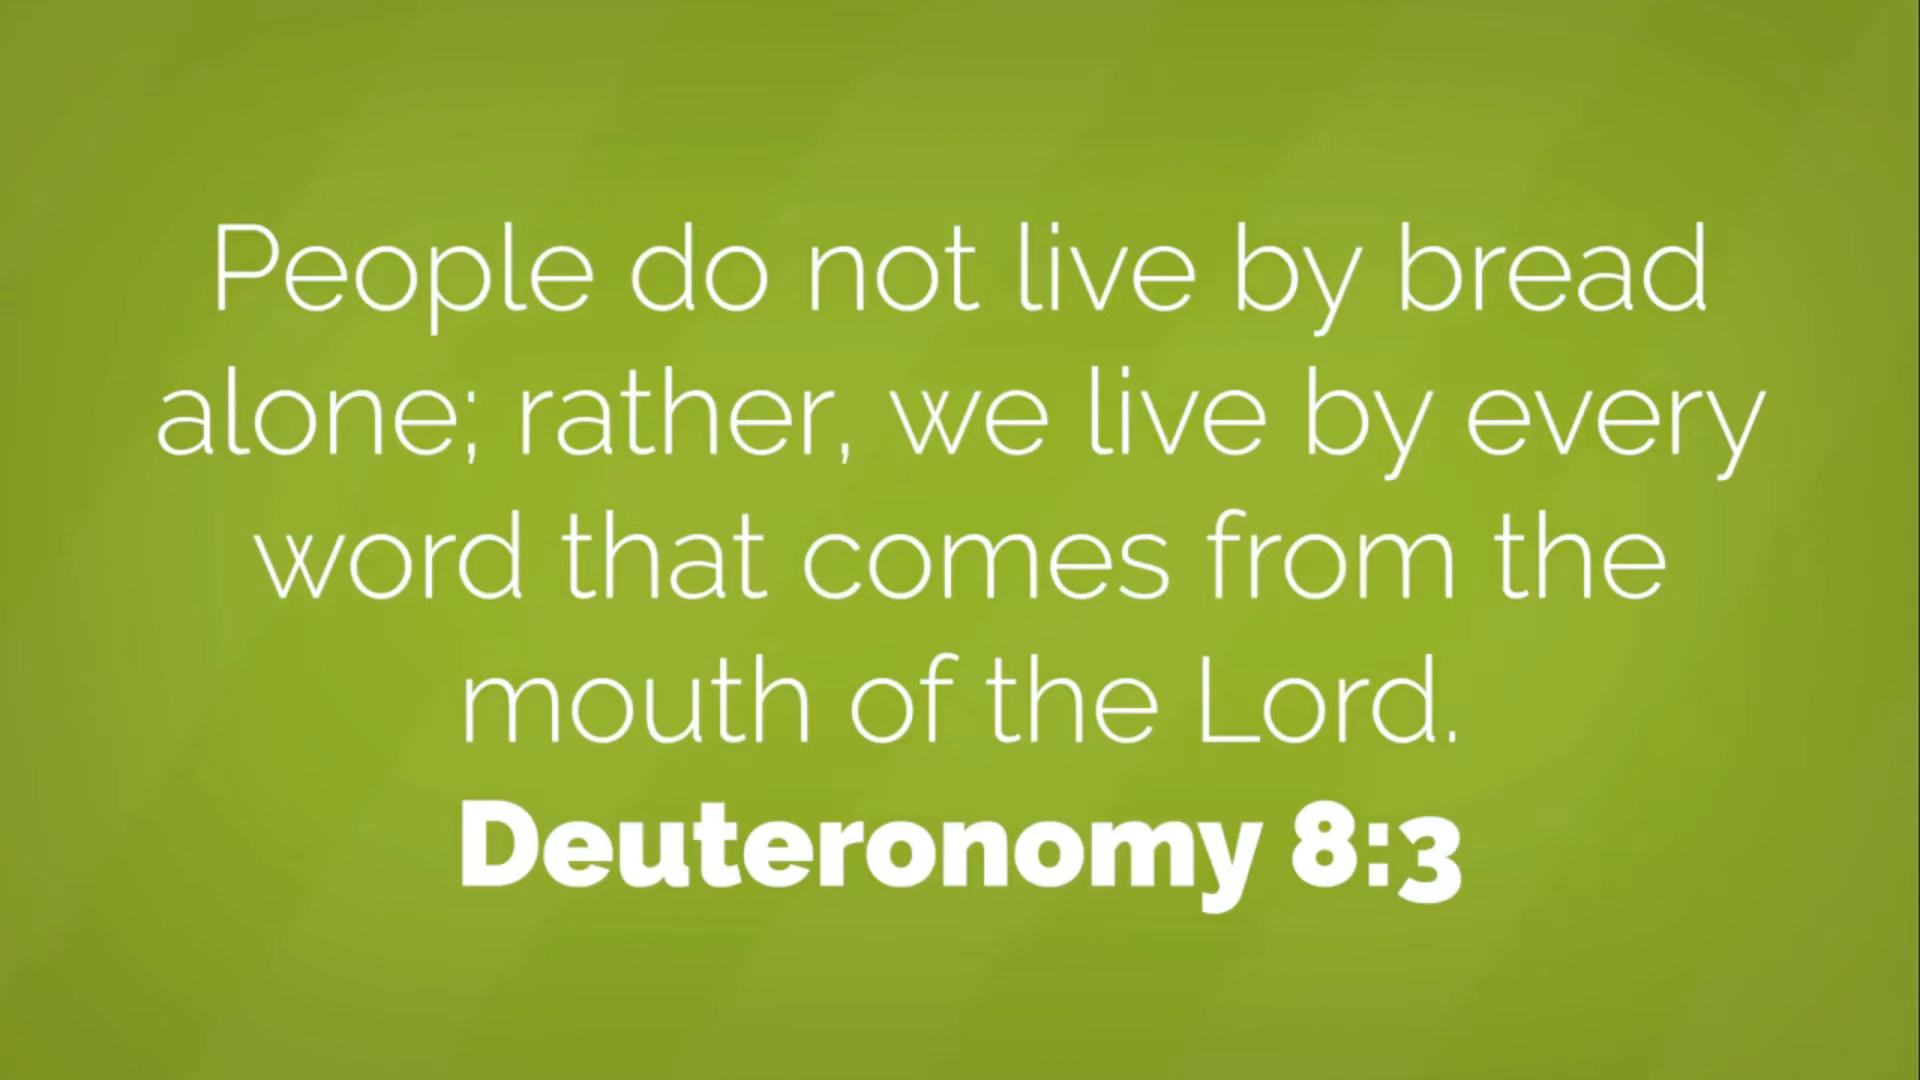 People do not live by bread
alone; rather, we live by every
word that comes from the
mouth of the Lord.
Deuteronomy 8:3